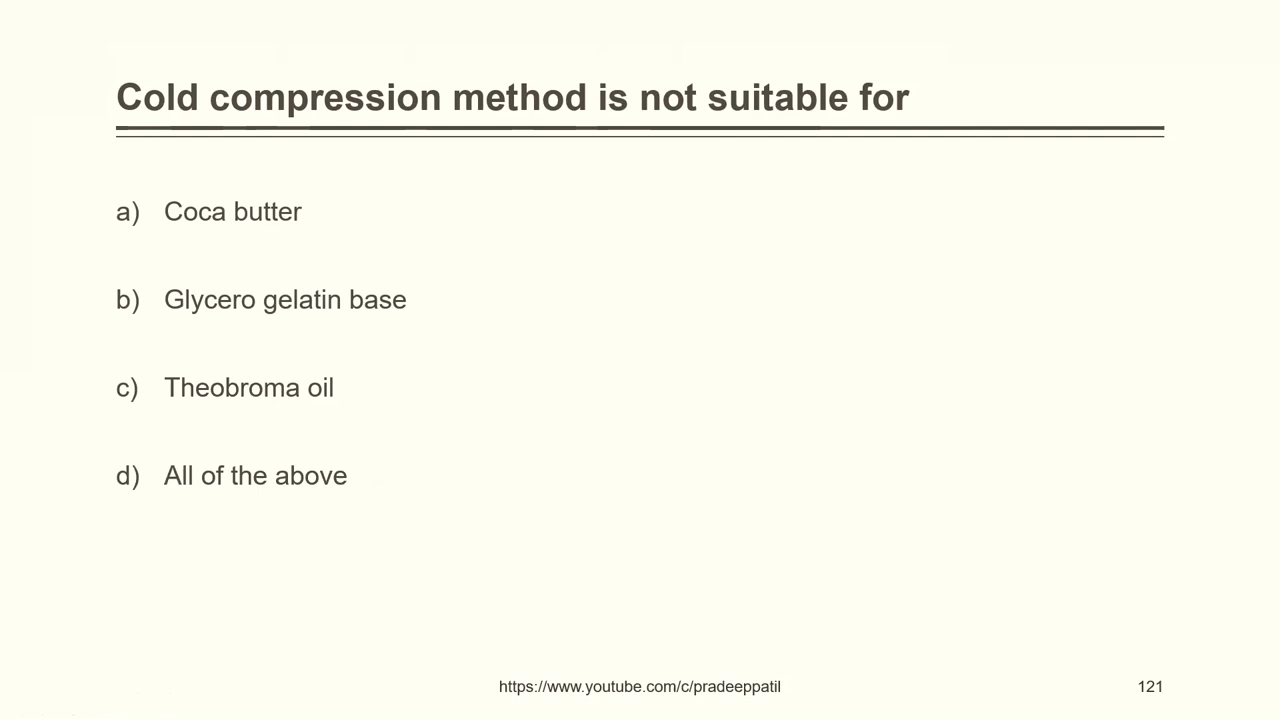 Cold compression method is not suitable for
a) Coca butter
b) Glycero gelatin base
c) Theobroma oil
d) All of the above
https://www.youtube.com/c/pradeeppatil
121